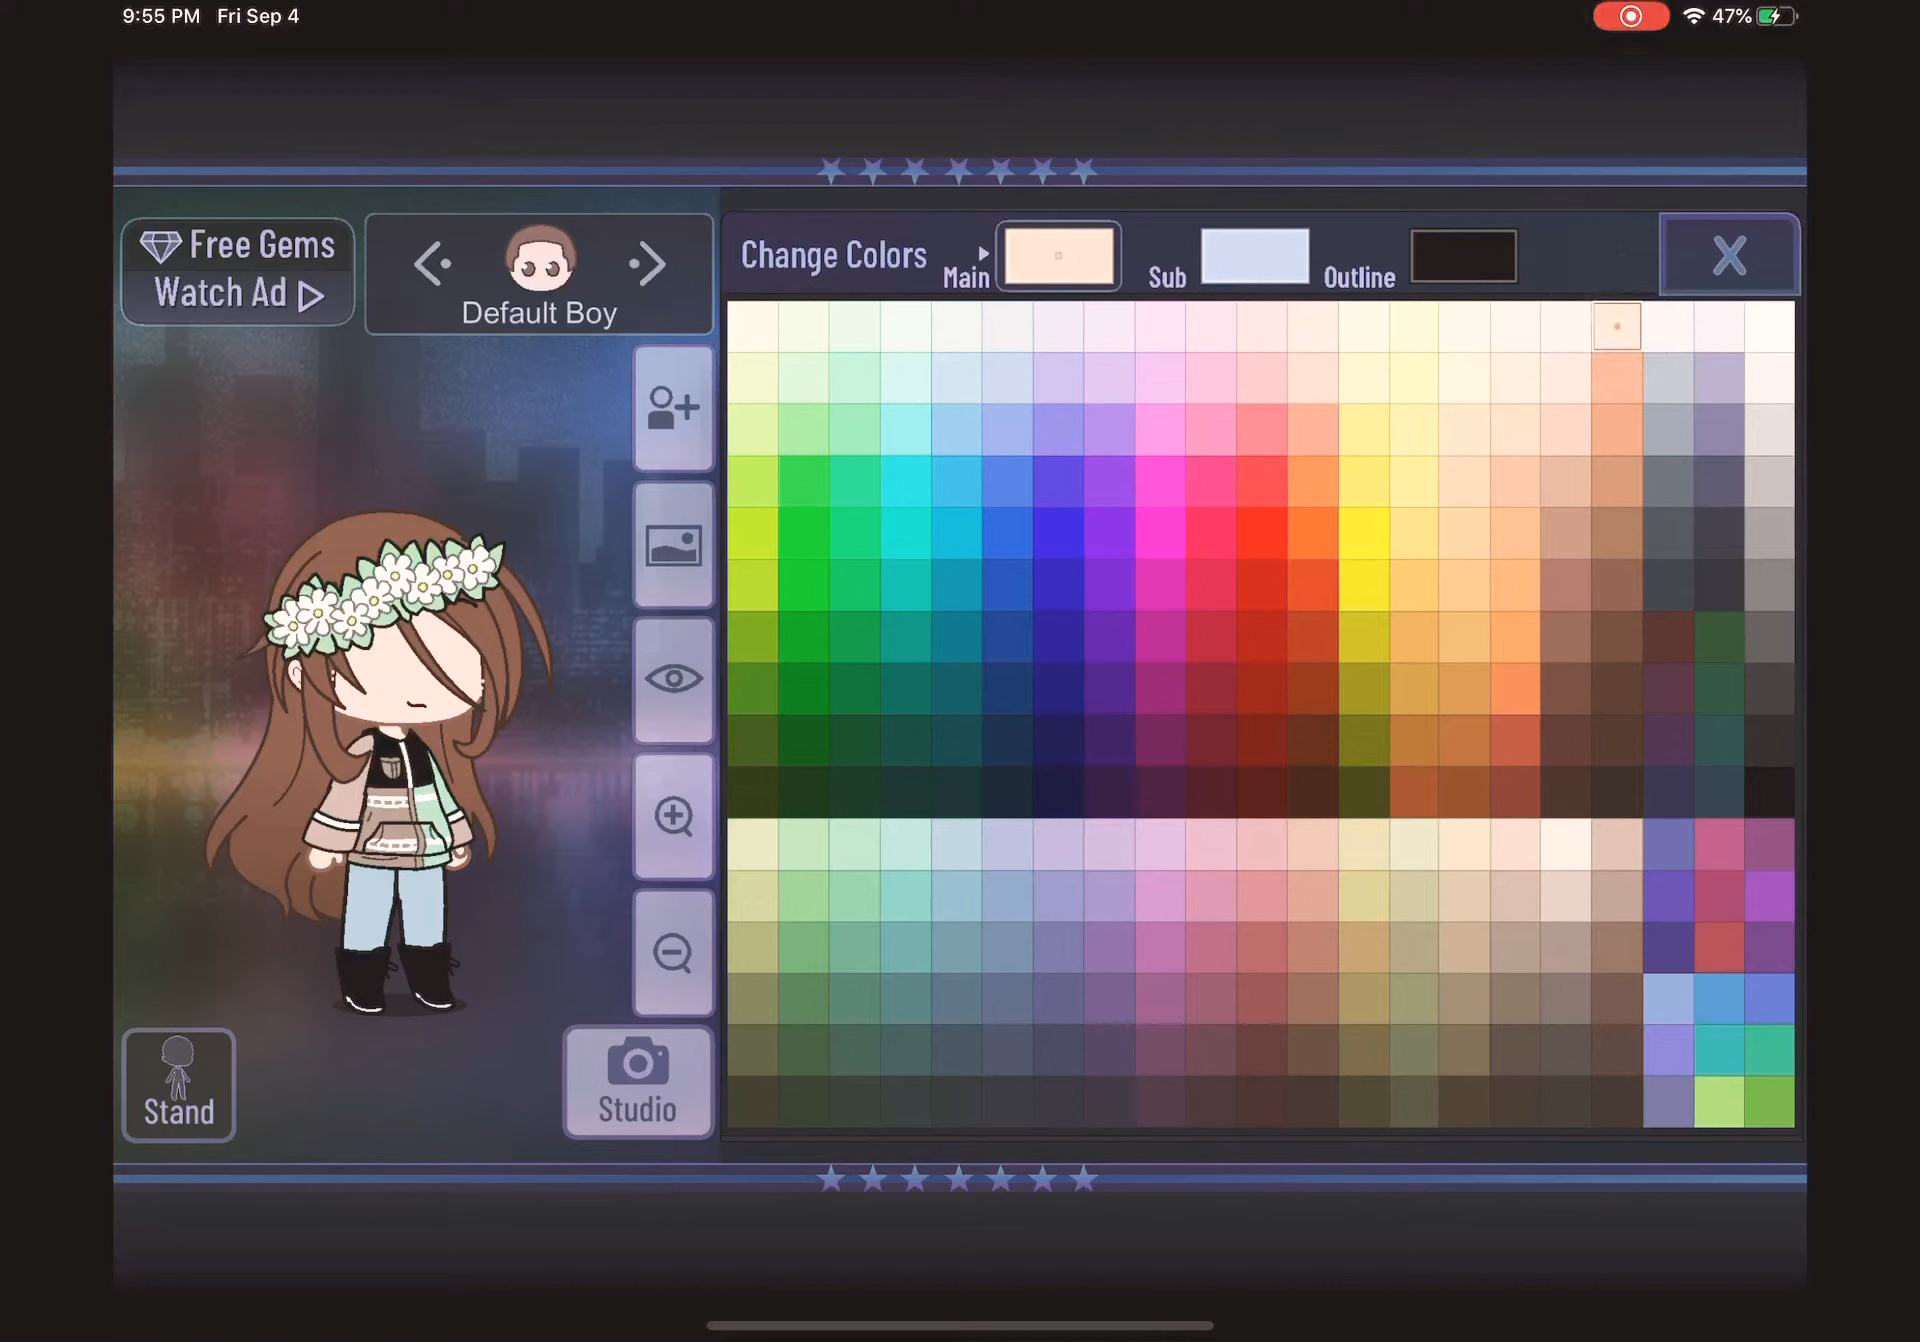 9:55 PM Fri Sep 4
47%
Free Gems
Watch Ad
Default Boy
Change Colors
Main
Sub
Outline
X
Stand
Studio